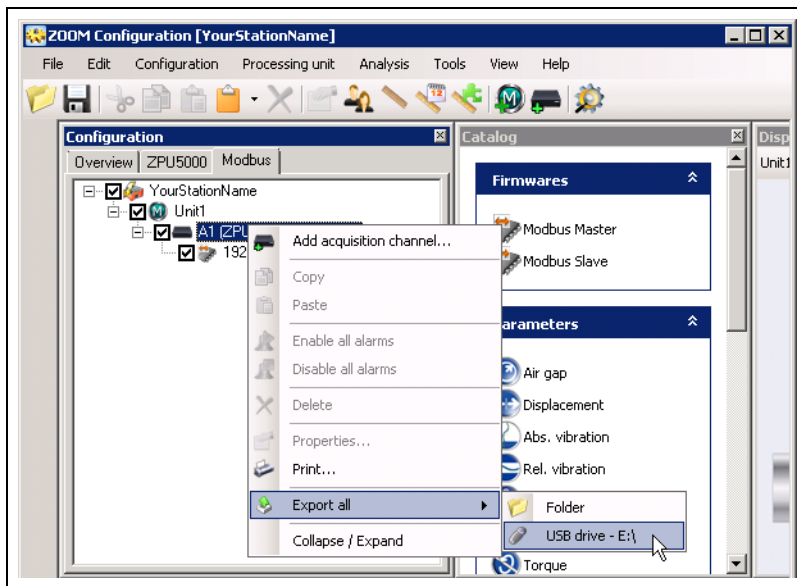 ZOOM Configuration [YourStationName]
File Edit Configuration Processing unit Analysis Tools View Help
12
Configuration
Overview ZPU5000 Modbus
YourStationName
Unit1
A1 (ZPU
192
Add acquisition channel...
Copy
Paste
Enable all alarms
Disable all alarms
Delete
Properties...
Print...
Export all
Collapse / Expand
Folder
USB drive - E:\
Catalog
Firmwares
Modbus Master
Modbus Slave
arameters
Air gap
Displacement
Abs. vibration
Rel. vibration
Torque
Disp
Unit1